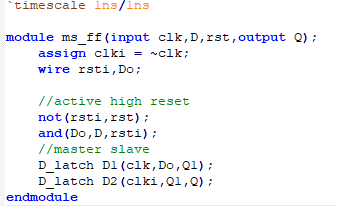 `timescale 1ns/1ns
module ms_ff(input clk,D,rst,output Q);
assign clki = ~clk;
wire rsti,Do;
//active high reset
not(rsti,rst);
and(Do,D,rsti);
//master slave
D_latch D1(clk,Do,Q1);
D_latch D2(clki,Q1,Q);
endmodule